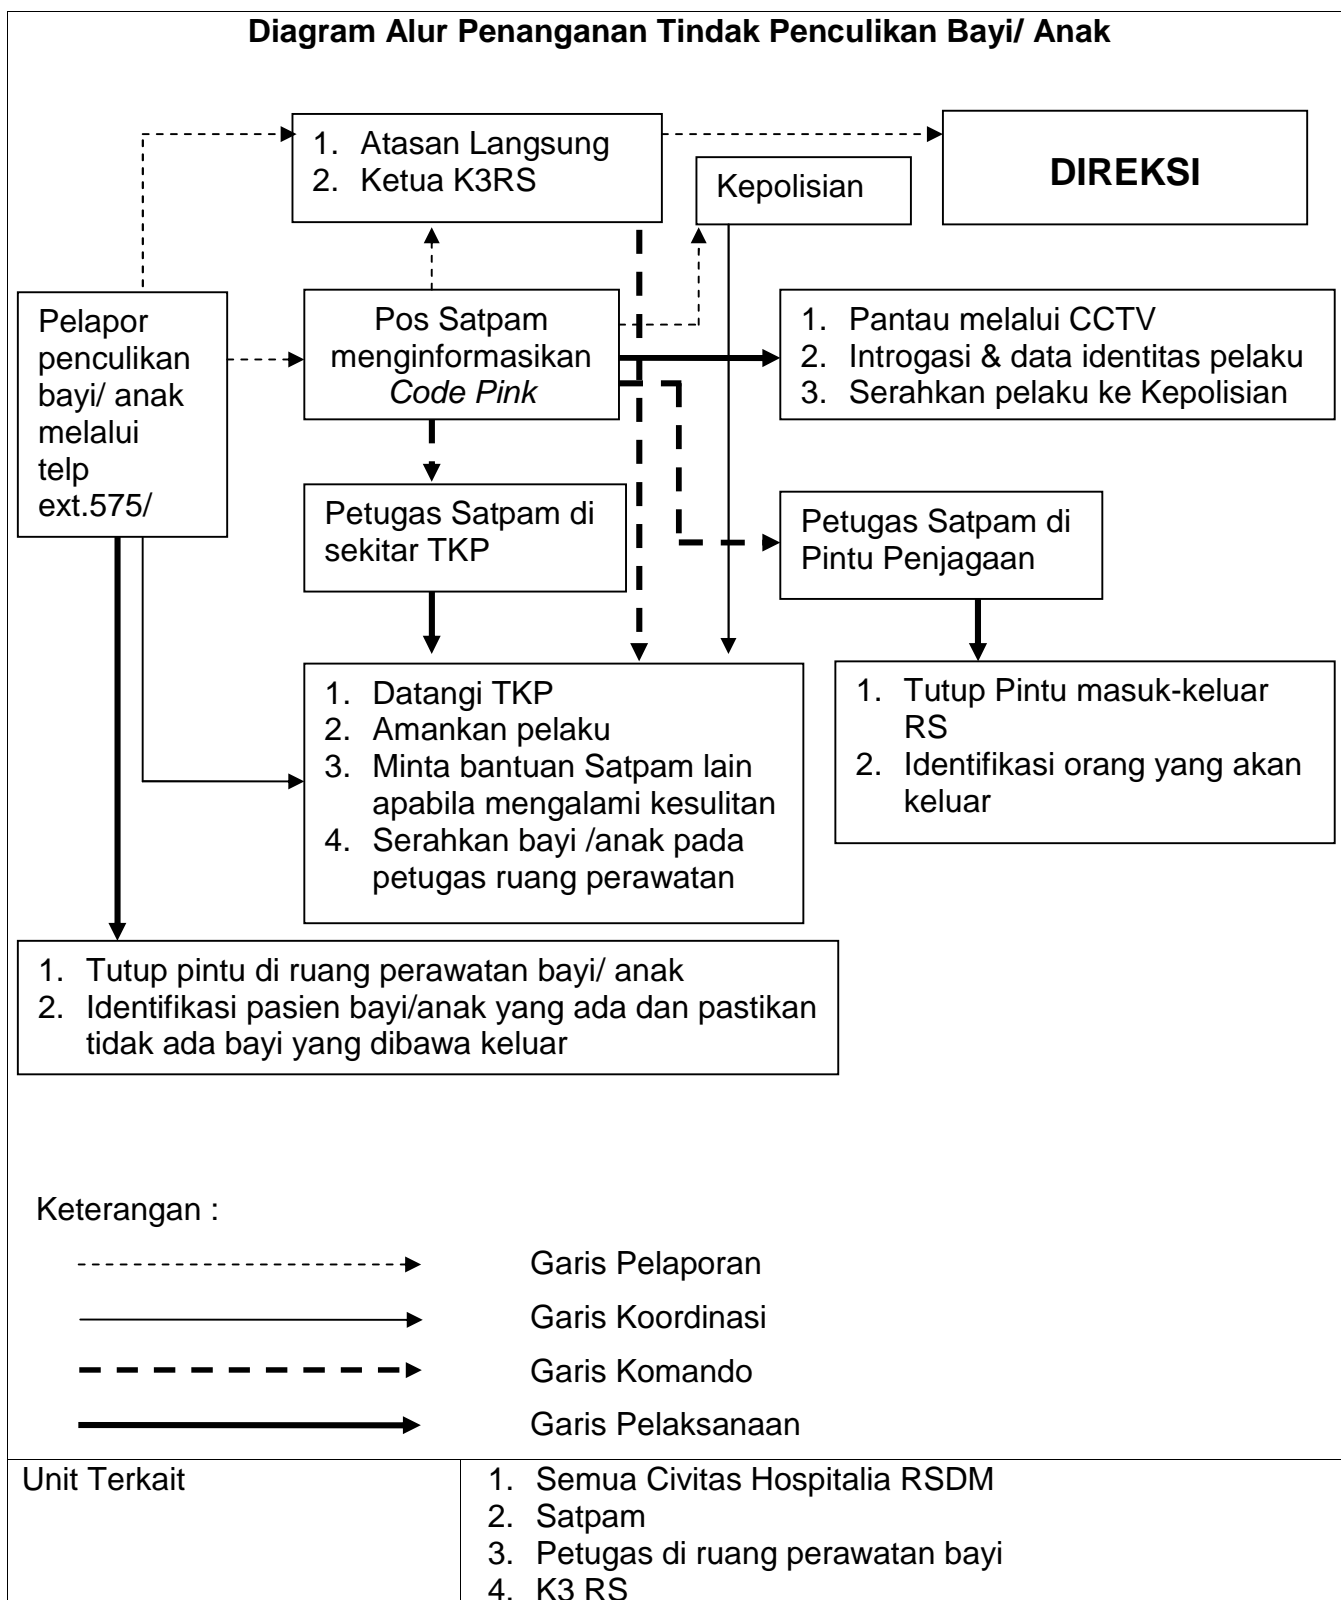 Diagram Alur Penanganan Tindak Penculikan Bayi/ Anak
1. Atasan Langsung
2. Ketua K3RS
Kepolisian
DIREKSI
Pelapor
penculikan
bayi/ anak
melalui
telp
ext.575/
Pos Satpam
menginformasikan
Code Pink
1. Pantau melalui CCTV
2. Introgasi & data identitas pelaku
3. Serahkan pelaku ke Kepolisian
Petugas Satpam di
sekitar TKP
Petugas Satpam di
Pintu Penjagaan
1. Datangi TKP
2. Amankan pelaku
3. Minta bantuan Satpam lain
apabila mengalami kesulitan
4. Serahkan bayi /anak pada
petugas ruang perawatan
1. Tutup Pintu masuk-keluar
RS
2. Identifikasi orang yang akan
keluar
1. Tutup pintu di ruang perawatan bayi/ anak
2. Identifikasi pasien bayi/anak yang ada dan pastikan
tidak ada bayi yang dibawa keluar
Keterangan :
Garis Pelaporan
Garis Koordinasi
Garis Komando
Garis Pelaksanaan
Unit Terkait
1. Semua Civitas Hospitalia RSDM
2. Satpam
3. Petugas di ruang perawatan bayi
4. K3 RS